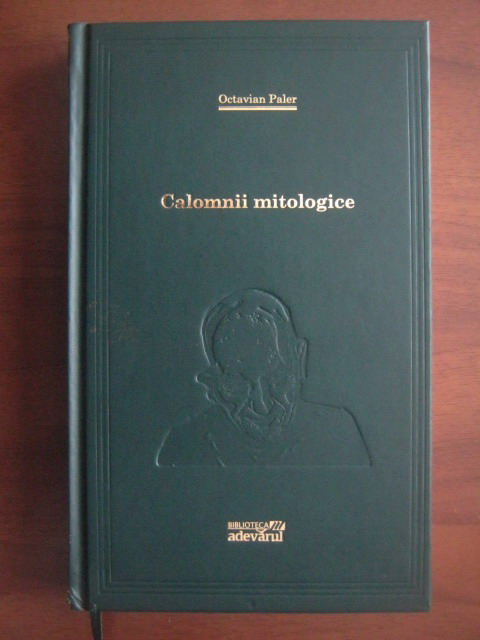 Octavian Paler
Calomnii mitologice
BIBLIOTECA
adevărul